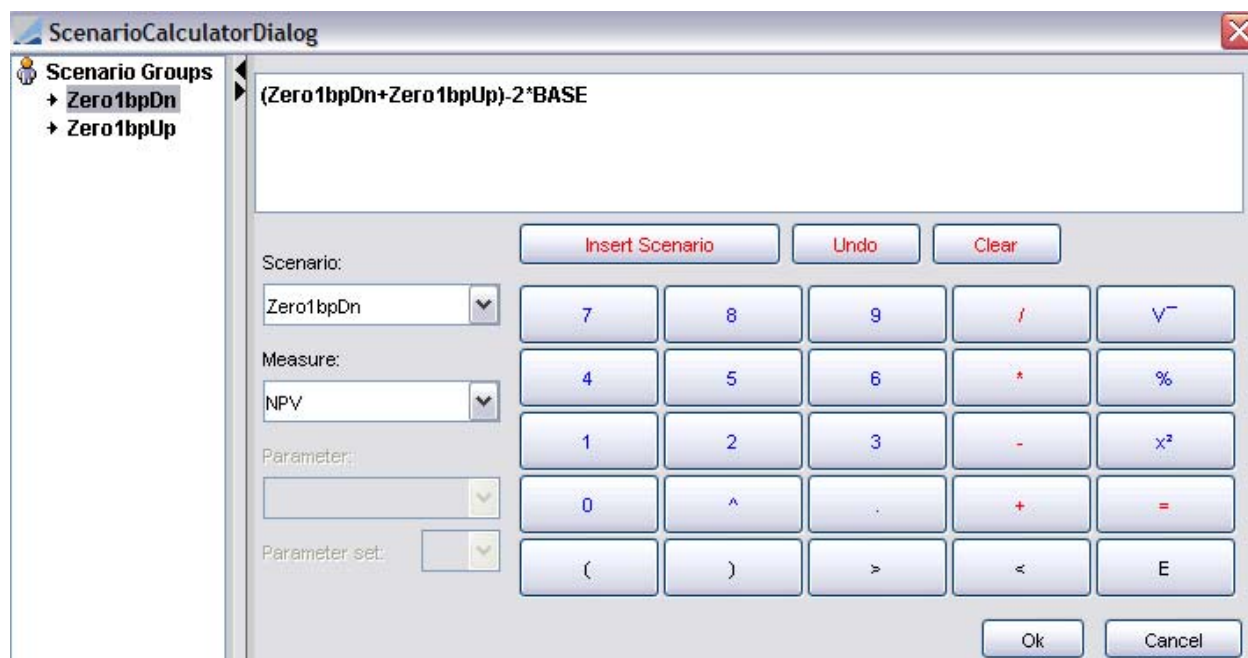 ScenarioCalculatorDialog
Scenario Groups
Zero1bpDn
Zero1bpUp
(Zero1bpDn+Zero1bpUp)-2*BASE
Insert Scenario Undo Clear
Scenario:
Zero1bpDn
Measure:
NPV
Parameter:
Parameter set:
7 8 9 / √‾
4 5 6 * %
1 2 3 - x²
0 ^ . + =
( ) > < E
Ok Cancel